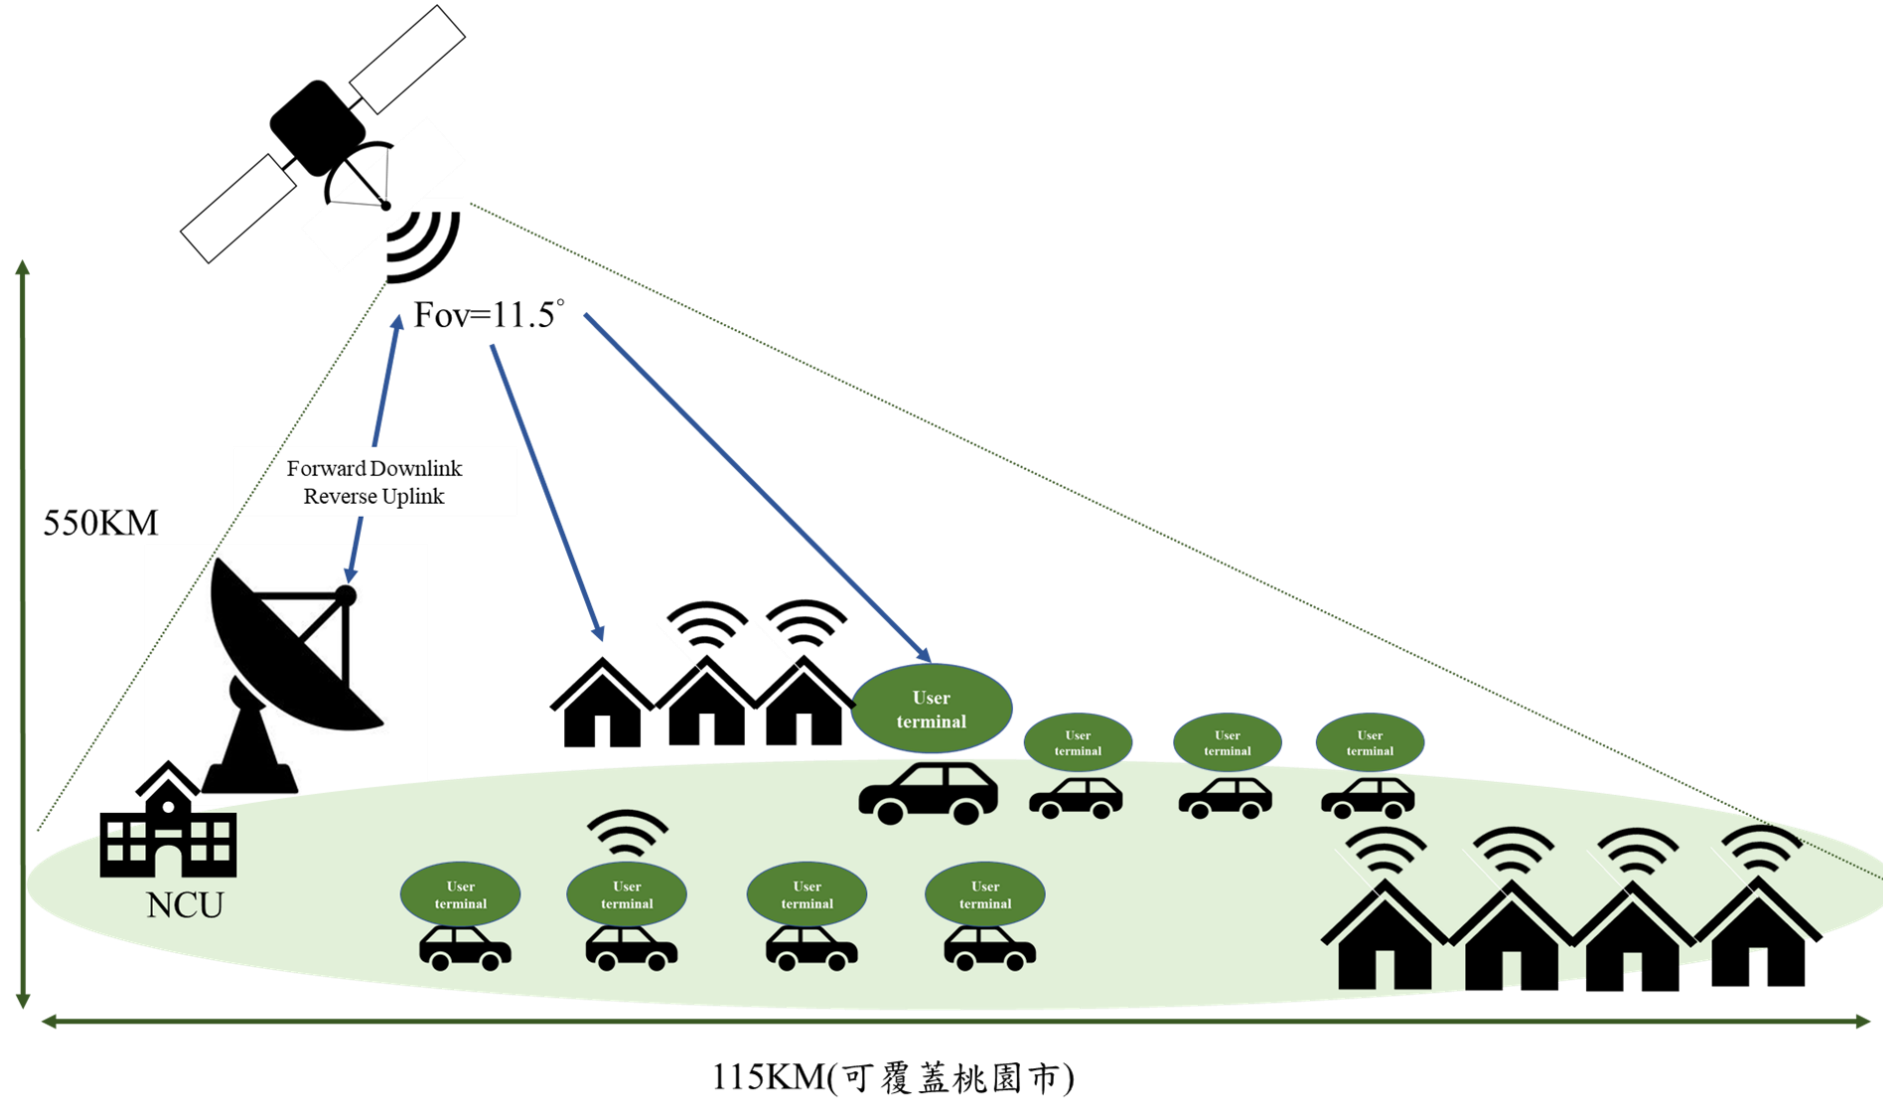 Fov=11.5°
Forward Downlink
Reverse Uplink
550KM
User
terminal
User
terminal
User
terminal
User
terminal
NCU
User
terminal
User
terminal
User
terminal
User
terminal
115KM(可覆蓋桃園市)